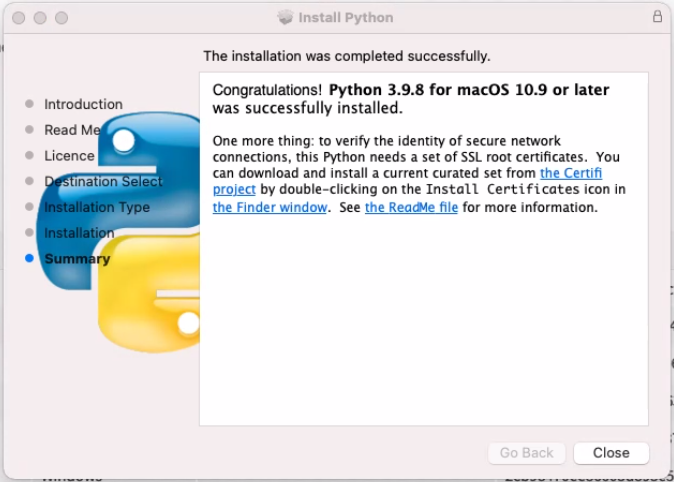 Install Python
The installation was completed successfully.
Introduction
Read Me
Licence
Destination Select
Installation Type
Installation
Summary
Congratulations! Python 3.9.8 for macOS 10.9 or later
was successfully installed.
One more thing: to verify the identity of secure network
connections, this Python needs a set of SSL root certificates. You
can download and install a current curated set from the Certifi
project by double-clicking on the Install Certificates icon in
the Finder window. See the ReadMe file for more information.
Go Back
Close